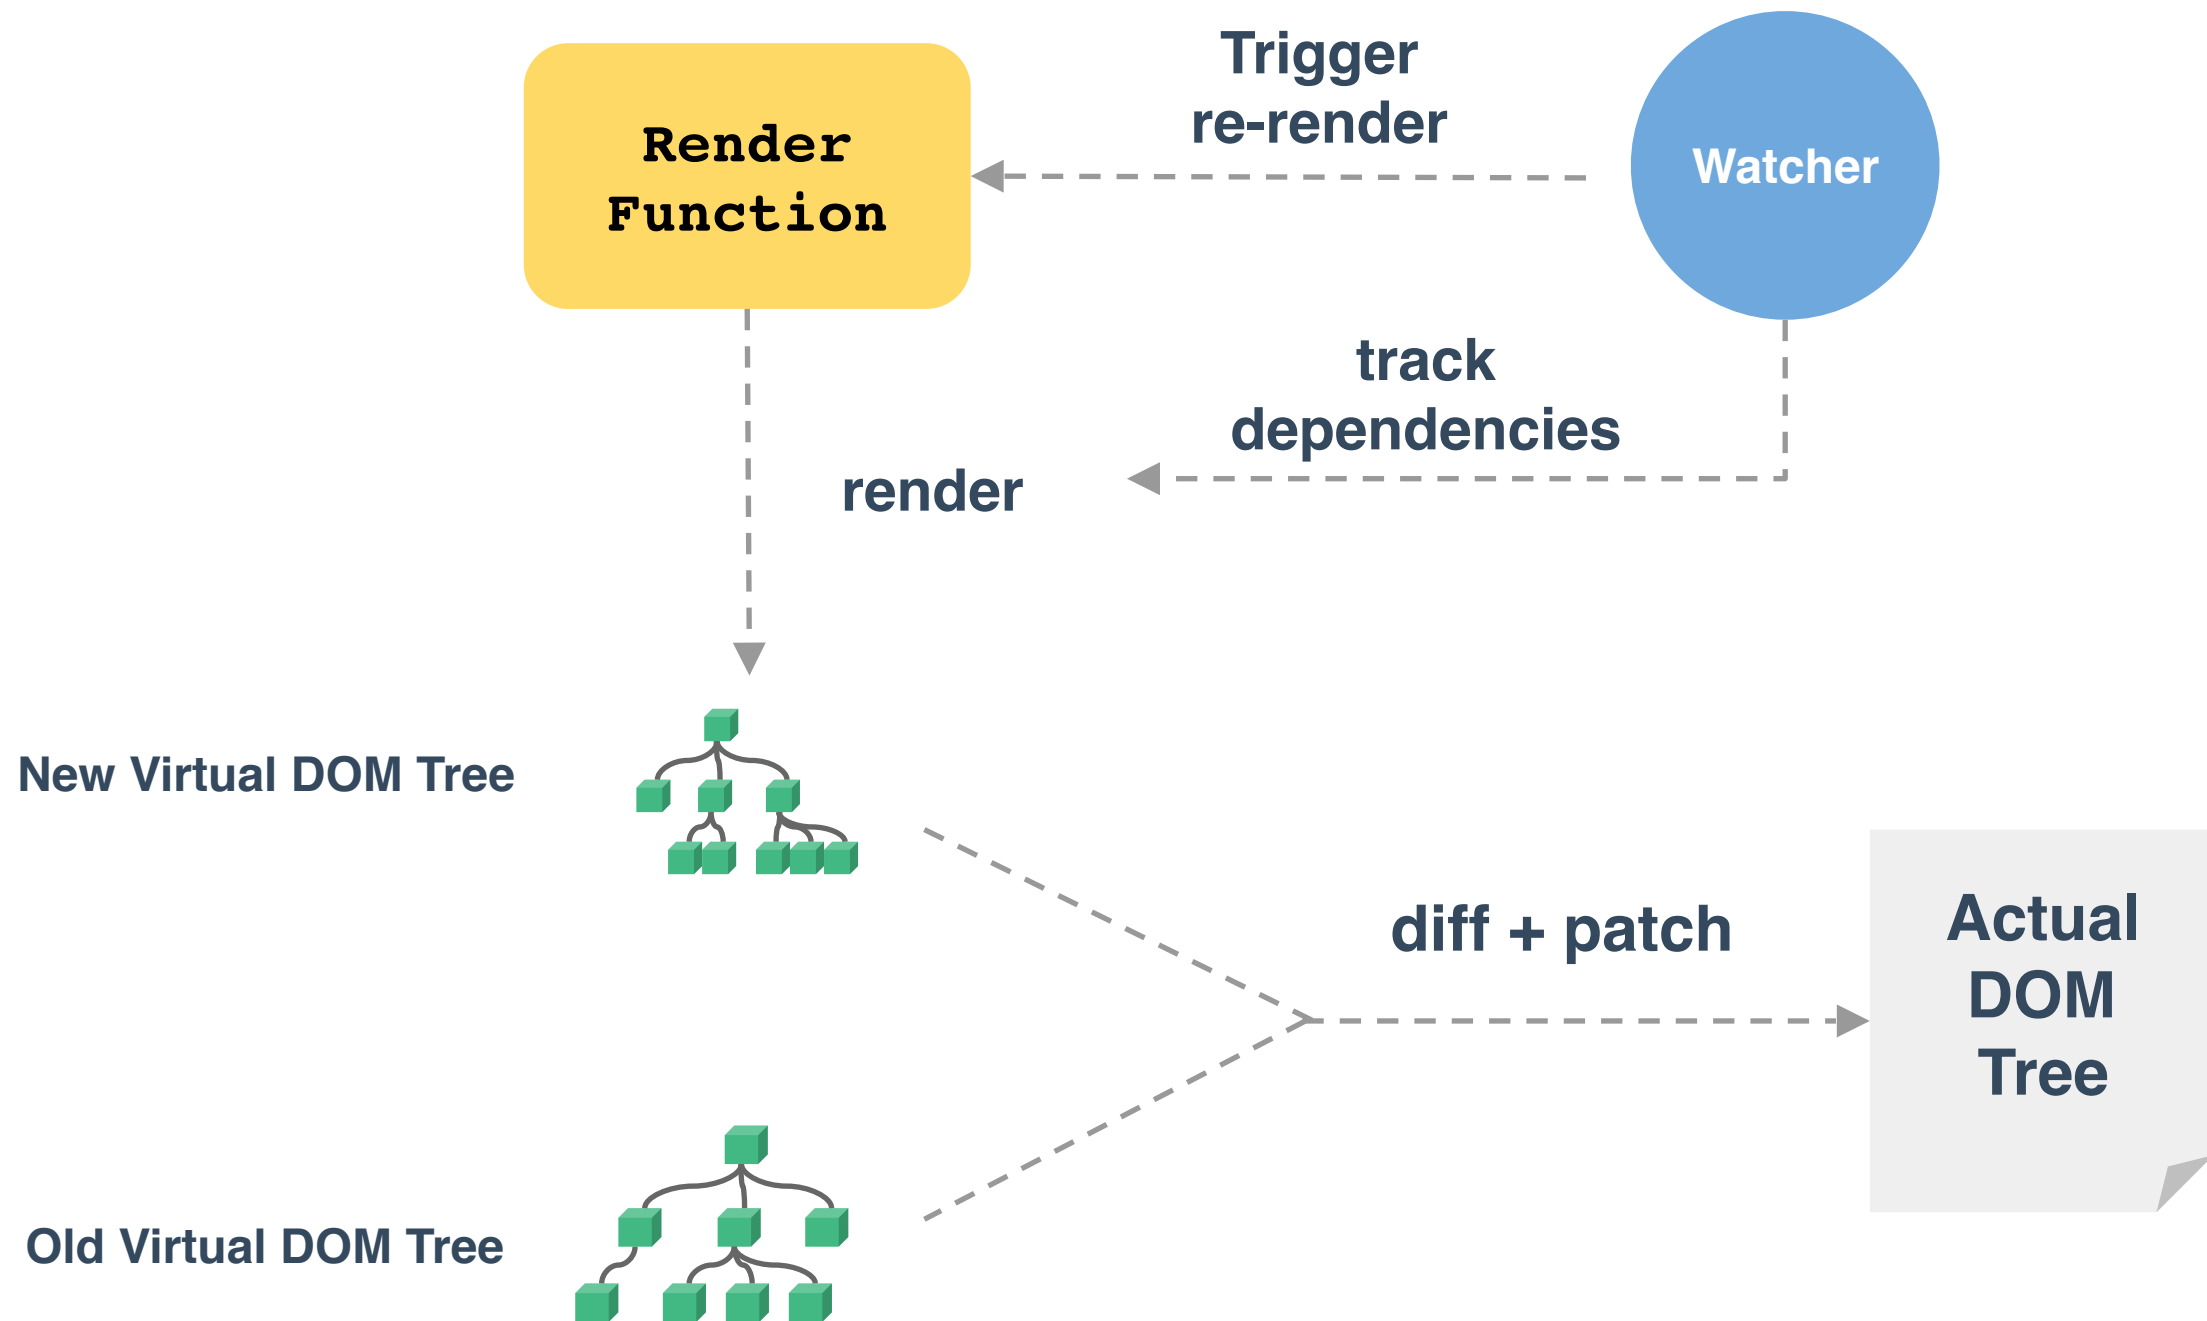 Trigger
re-render
Render
Function
Watcher
track
dependencies
render
New Virtual DOM Tree
diff + patch
Actual
DOM
Tree
Old Virtual DOM Tree